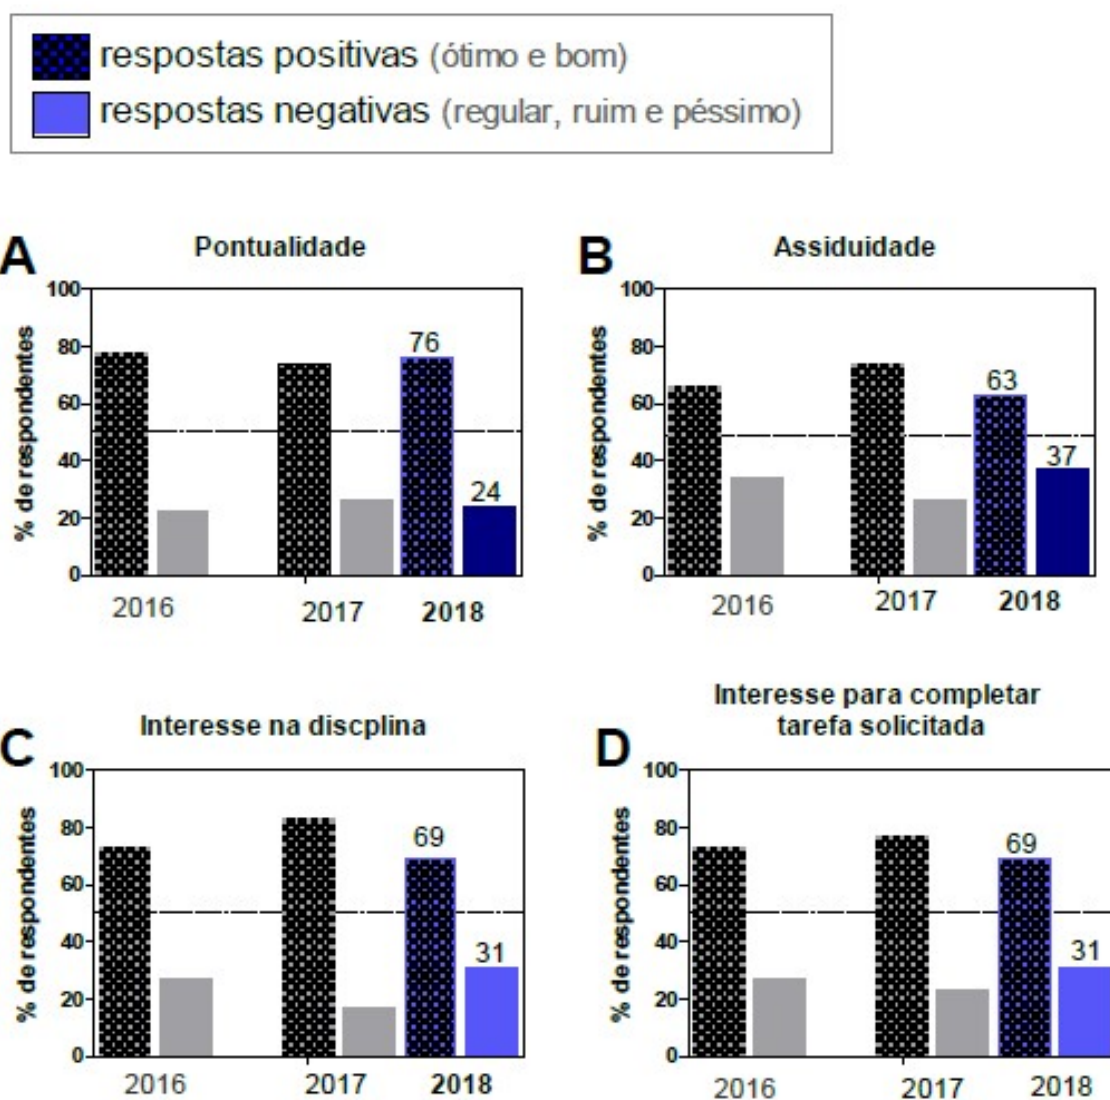 respostas positivas (ótimo e bom)
respostas negativas (regular, ruim e péssimo)
A
Pontualidade
% de respondentes
100
80
60
40
20
0
76
24
2016
2017
2018
B
Assiduidade
% de respondentes
100
80
60
40
20
0
63
37
2016
2017
2018
C
Interesse na discplina
% de respondentes
100
80
60
40
20
0
69
31
2016
2017
2018
D
Interesse para completar
tarefa solicitada
% de respondentes
100
80
60
40
20
0
69
31
2016
2017
2018